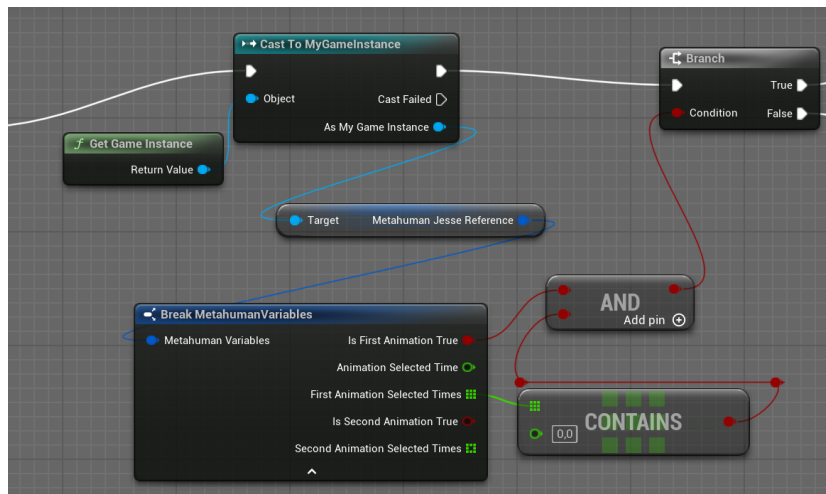 Cast To MyGameInstance
Object
Cast Failed
As My Game Instance
Branch
True
Condition
False
f Get Game Instance
Return Value
Target
Metahuman Jesse Reference
AND
Add pin
Break MetahumanVariables
Metahuman Variables
Is First Animation True
Animation Selected Time
First Animation Selected Times
Is Second Animation True
Second Animation Selected Times
CONTAINS
0,0